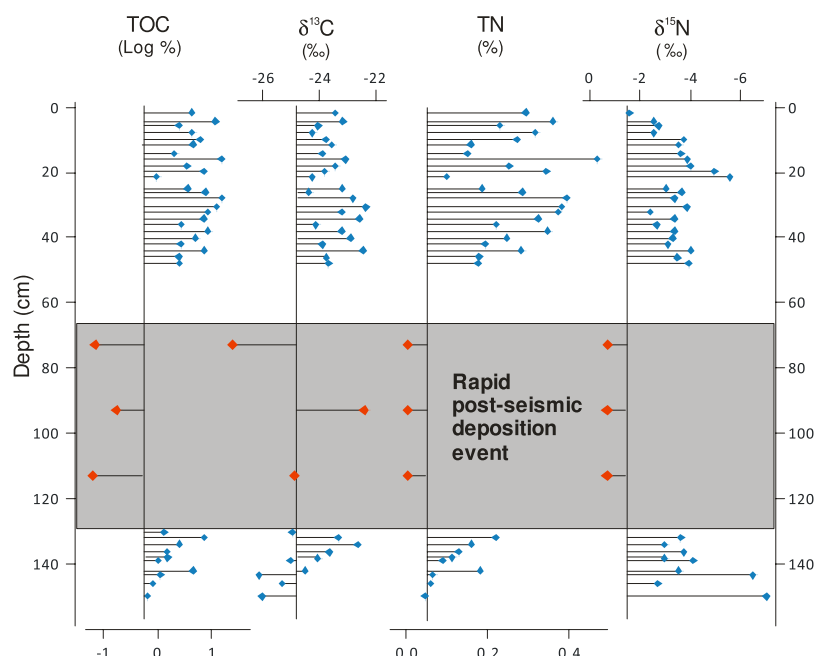 TOC
(Log %)
δ¹³C
(‰)
TN
(%)
δ¹⁵N
(‰)
-26 -24 -22
0 -2 -4 -6
0 0
20 20
40 40
60 60
80 80
100 100
120 120
140 140
Depth (cm)
Rapid
post-seismic
deposition
event
-1 0 1
0.0 0.2 0.4